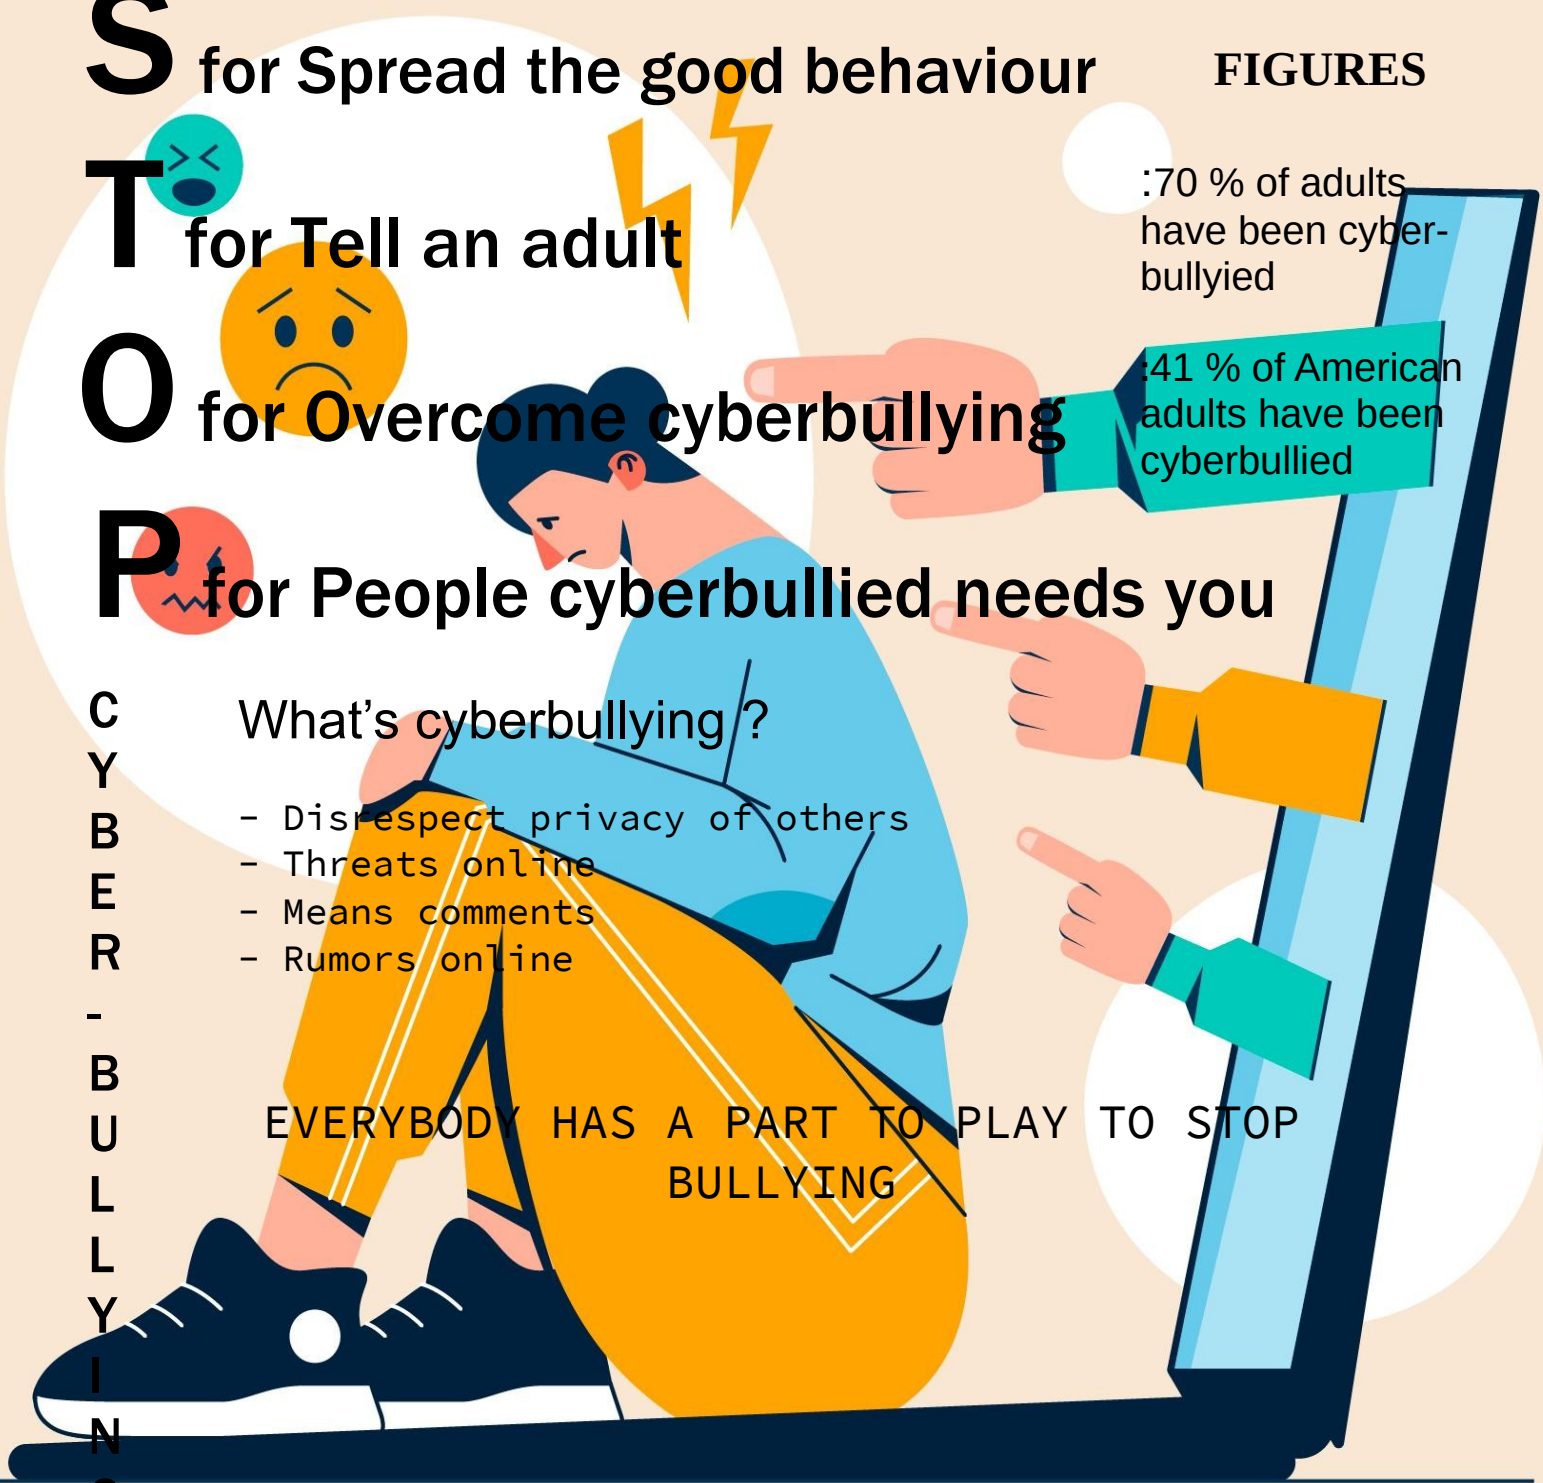 S for Spread the good behaviour
T for Tell an adult
O for Overcome cyberbullying
P for People cyberbullied needs you
FIGURES
:70 % of adults
have been cyber-
bullyied
:41 % of American
adults have been
cyberbullied
C
Y
B
E
R
-
B
U
L
L
Y
I
N
What’s cyberbullying ?
- Disrespect privacy of others
- Threats online
- Means comments
- Rumors online
EVERYBODY HAS A PART TO PLAY TO STOP
BULLYING